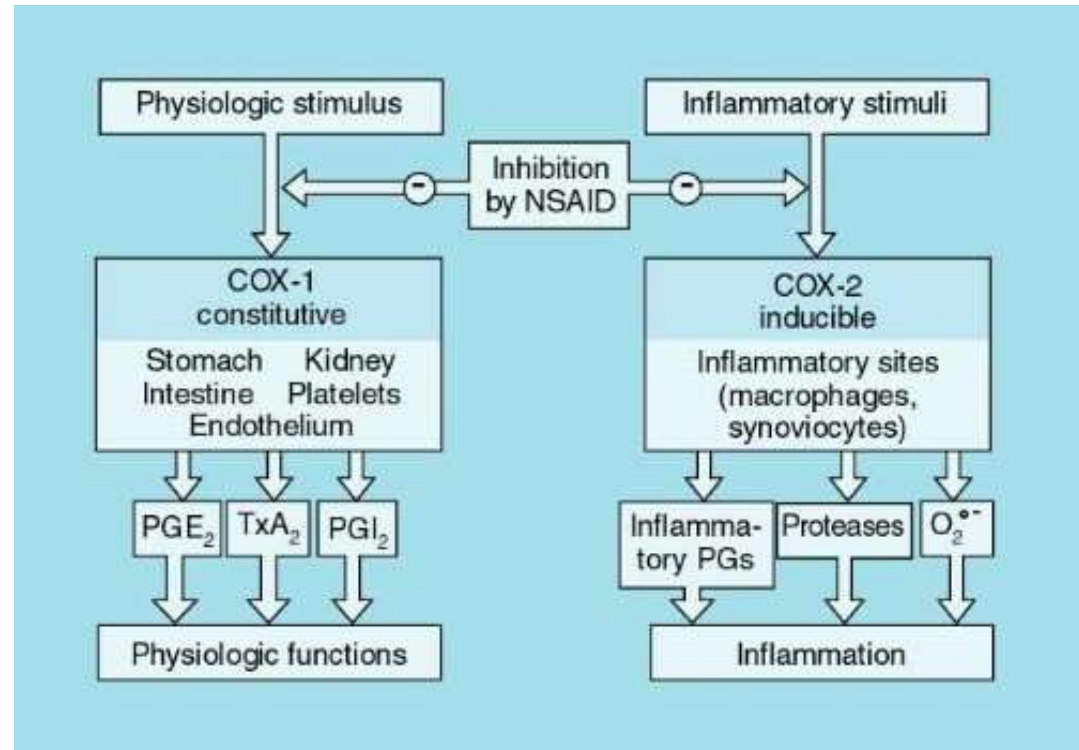 Physiologic stimulus
Inflammatory stimuli
Inhibition
by NSAID
-
-
COX-1
constitutive
Stomach Kidney
Intestine Platelets
Endothelium
COX-2
inducible
Inflammatory sites
(macrophages,
synoviocytes)
PGE₂
TxA₂
PGI₂
Inflamma-
tory PGs
Proteases
O₂°⁻
Physiologic functions
Inflammation